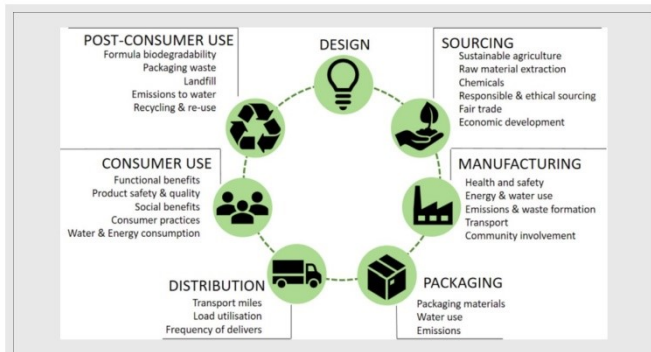 DESIGN
SOURCING
Sustainable agriculture
Raw material extraction
Chemicals
Responsible & ethical sourcing
Fair trade
Economic development
MANUFACTURING
Health and safety
Energy & water use
Emissions & waste formation
Transport
Community involvement
PACKAGING
Packaging materials
Water use
Emissions
DISTRIBUTION
Transport miles
Load utilisation
Frequency of delivers
CONSUMER USE
Functional benefits
Product safety & quality
Social benefits
Consumer practices
Water & Energy consumption
POST-CONSUMER USE
Formula biodegradability
Packaging waste
Landfill
Emissions to water
Recycling & re-use